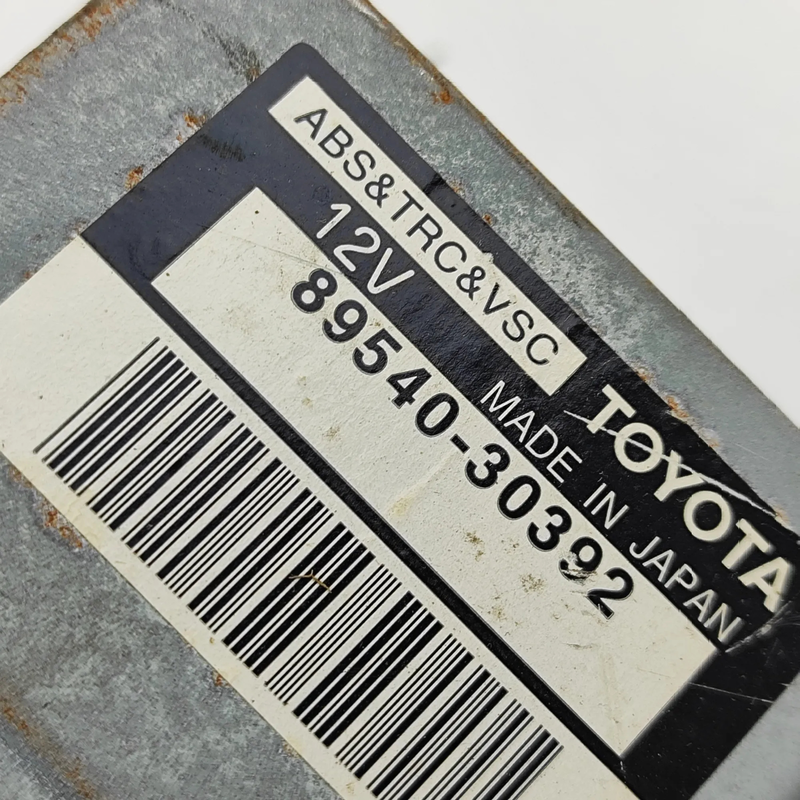 ABS&TRC&VSC
TOYOTA
12V MADE IN JAPAN
89540-30392